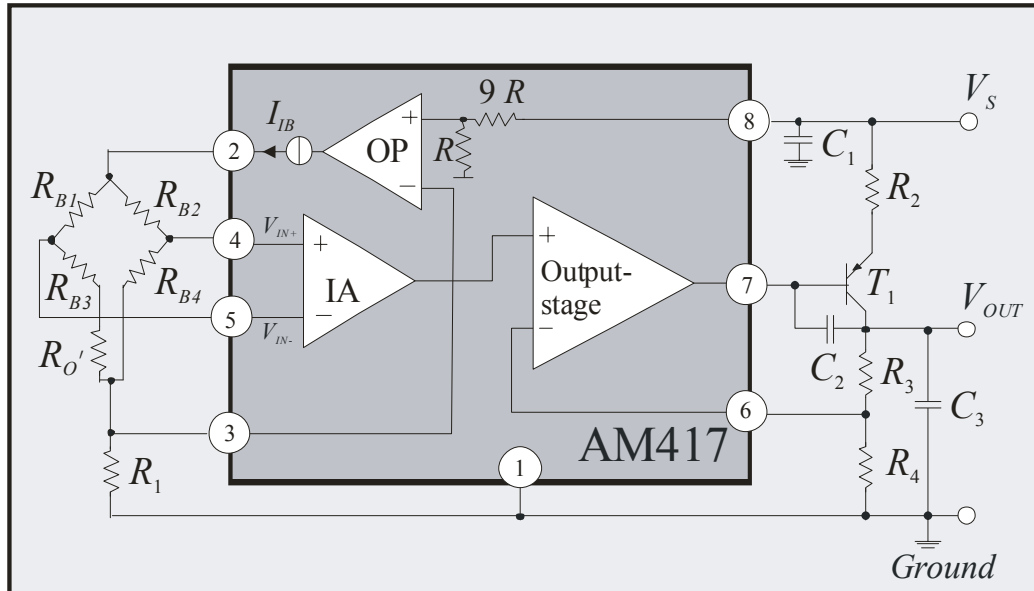 9 R
V_S
I_IB
8
+
OP
R
C_1
2
−
R_2
R_B1
R_B2
4
V_IN+
+
+
Output-
stage
7
T_1
IA
R_B3
R_B4
V_OUT
5
V_IN-
−
−
C_2
R_3
R_O'
6
C_3
3
AM417
1
R_1
R_4
Ground